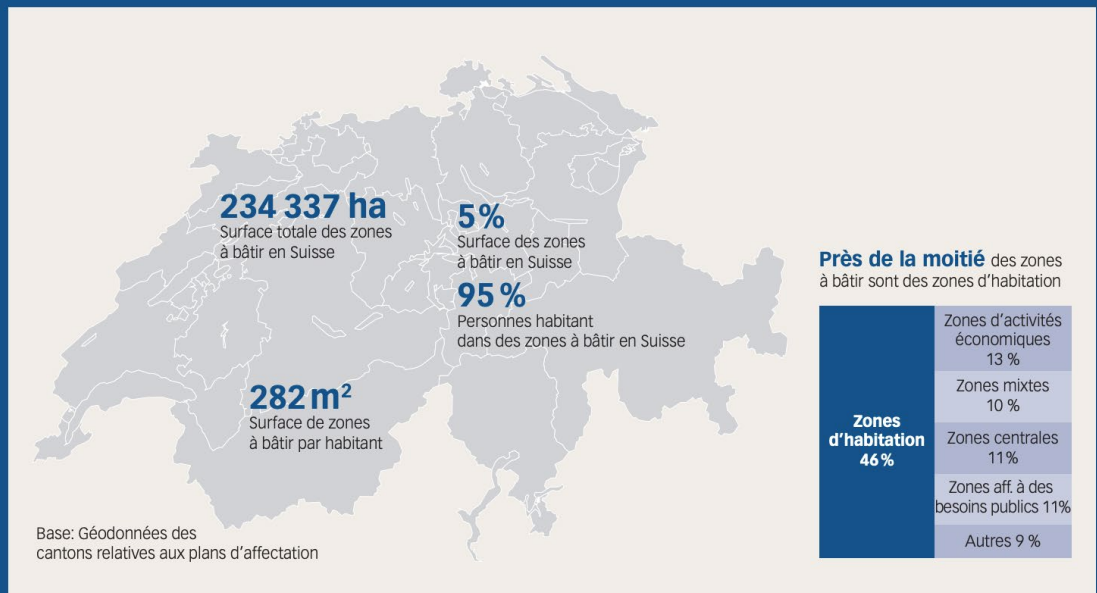 234 337 ha
Surface totale des zones
à bâtir en Suisse
5%
Surface des zones
à bâtir en Suisse
95 %
Personnes habitant
dans des zones à bâtir en Suisse
282 m²
Surface de zones
à bâtir par habitant
Base: Géodonnées des
cantons relatives aux plans d'affectation
Près de la moitié des zones
à bâtir sont des zones d'habitation
Zones
d'habitation
46 %
Zones d'activités
économiques
13 %
Zones mixtes
10 %
Zones centrales
11%
Zones aff. à des
besoins publics 11%
Autres 9 %